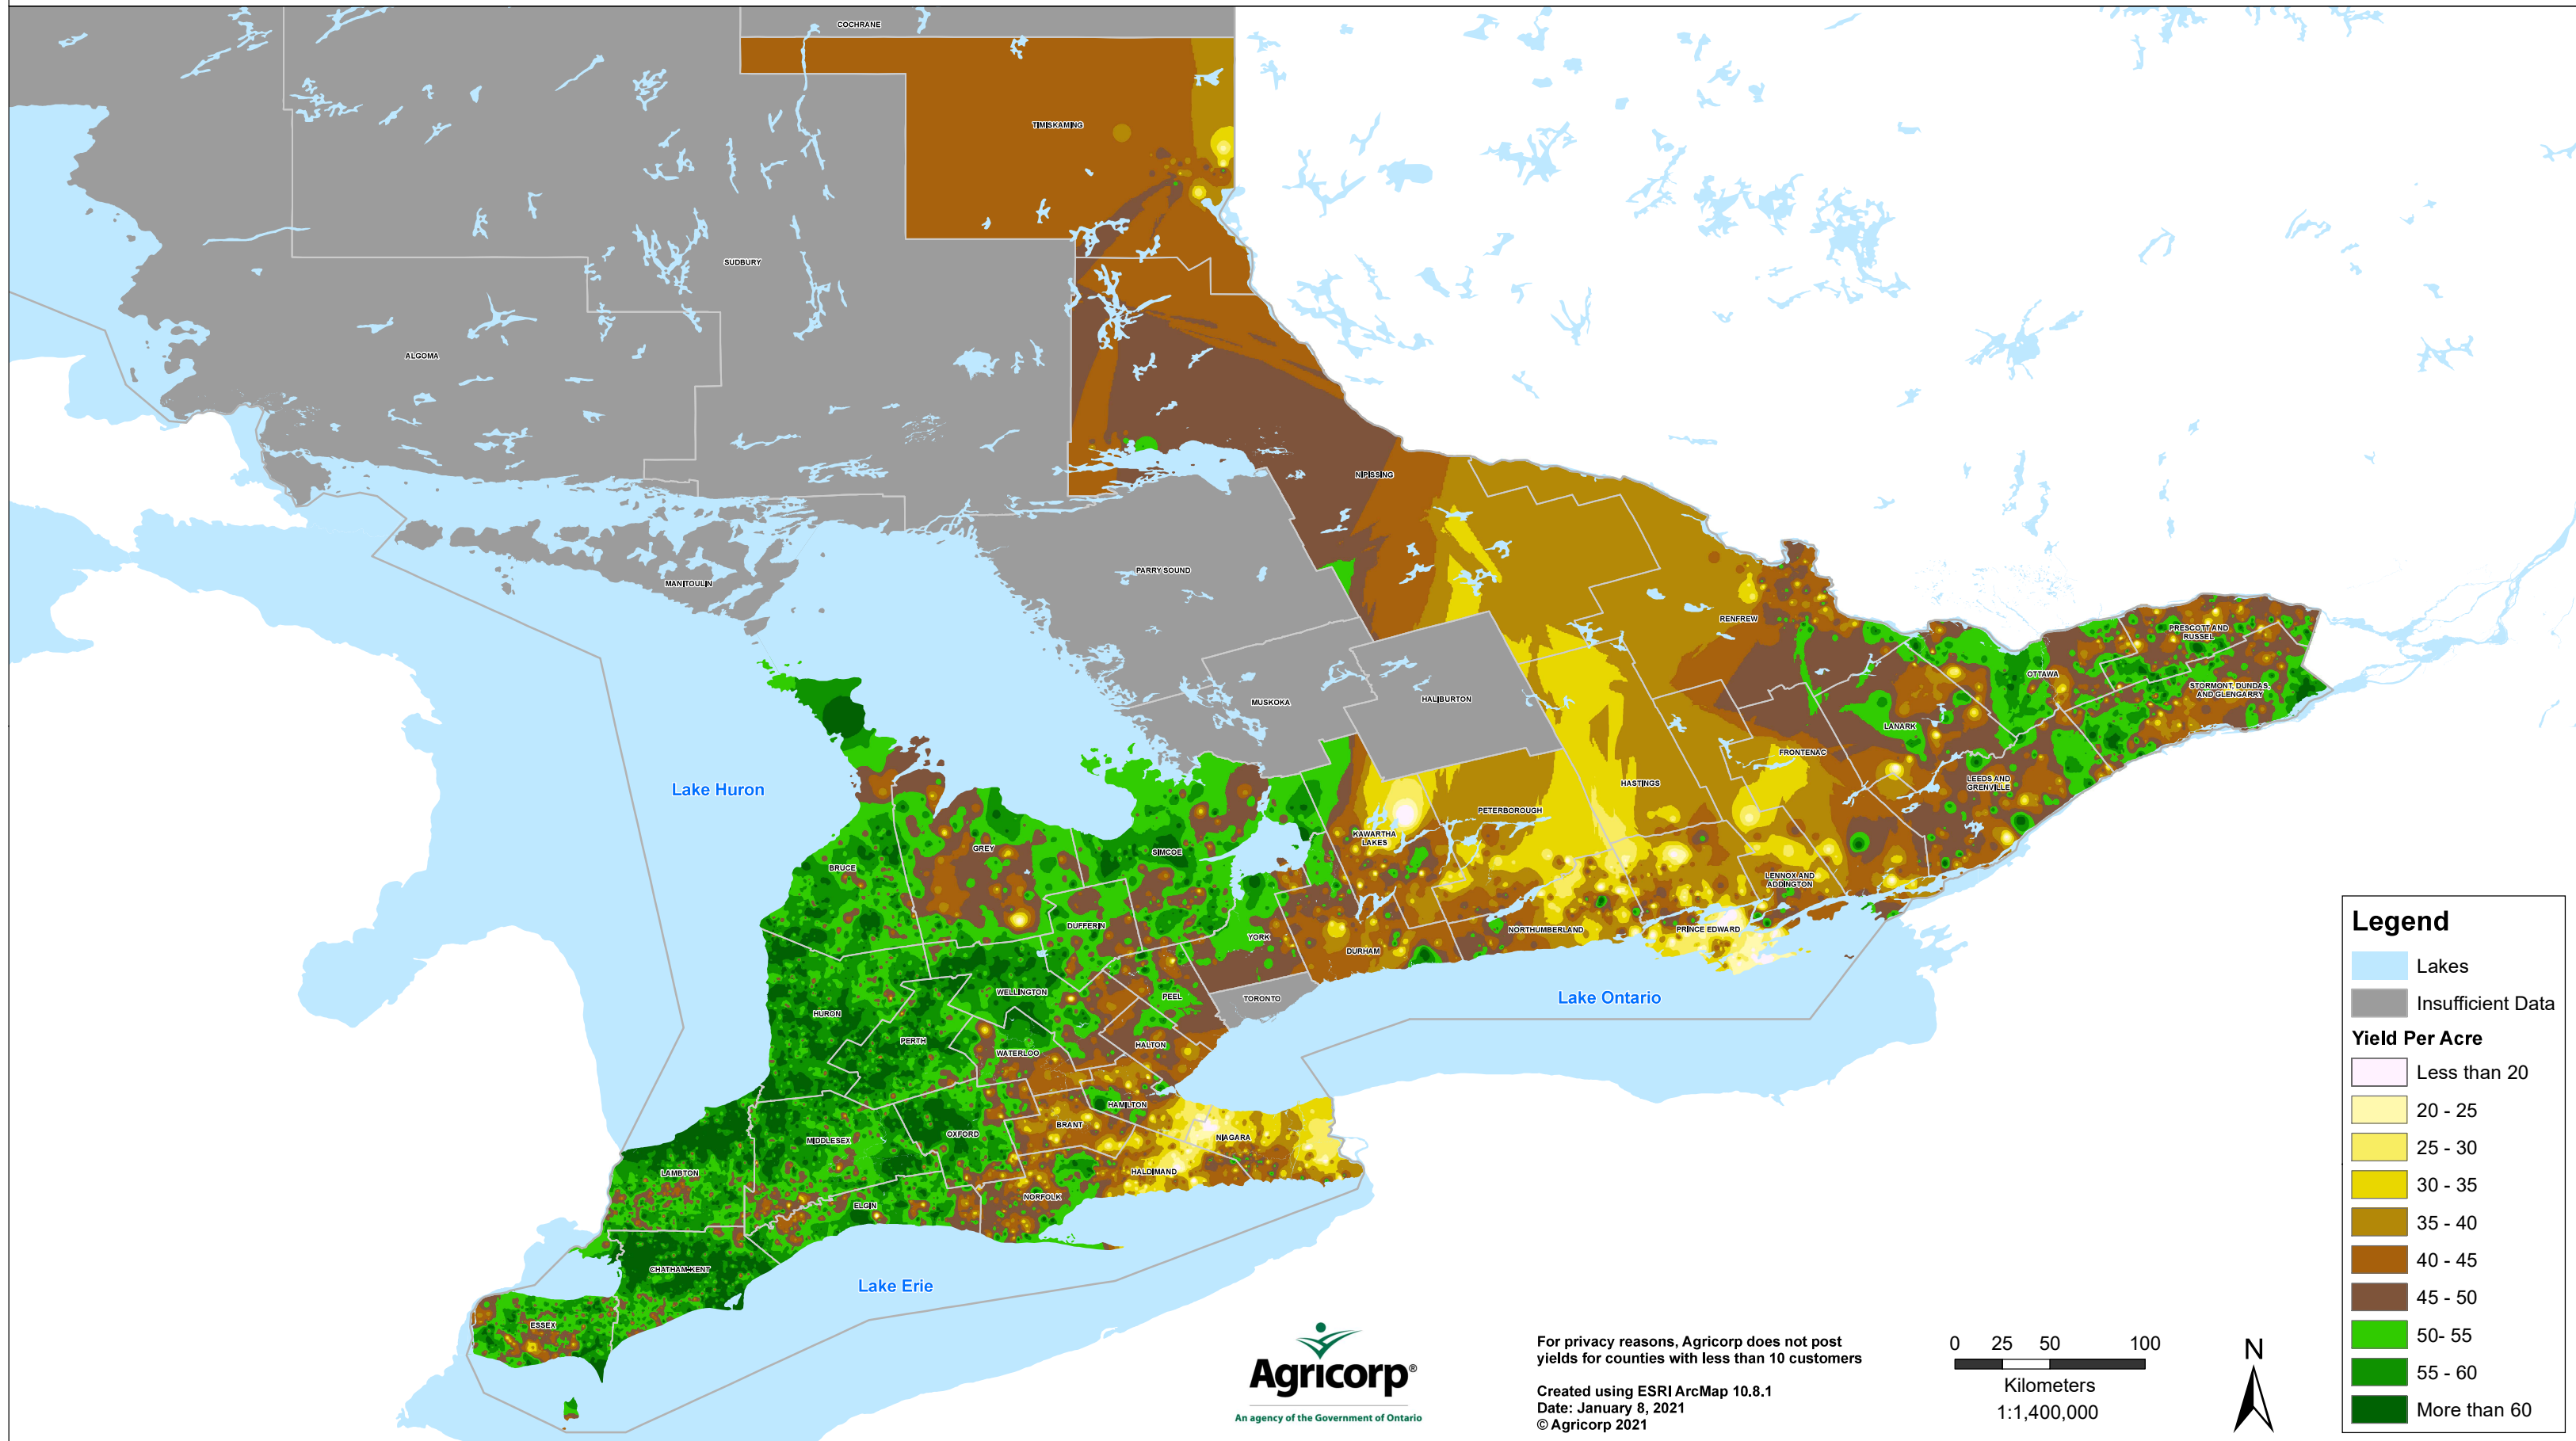 COCHRANE
TIMISKAMING
SUDBURY
ALGOMA
NIPISSING
PARRY SOUND
MANITOULIN
RENFREW
PRESCOTT AND
RUSSEL
OTTAWA
STORMONT, DUNDAS,
AND GLENGARRY
MUSKOKA
HALIBURTON
LANARK
FRONTENAC
LEEDS AND
GRENVILLE
HASTINGS
Lake Huron
PETERBOROUGH
KAWARTHA
LAKES
GREY
SIMCOE
BRUCE
LENNOX AND
ADDINGTON
DUFFERIN
YORK
NORTHUMBERLAND
PRINCE EDWARD
DURHAM
WELLINGTON
PEEL
TORONTO
Lake Ontario
HURON
PERTH
WATERLOO
HALTON
HAMILTON
BRANT
NIAGARA
OXFORD
MIDDLESEX
LAMBTON
HALDIMAND
NORFOLK
ELGIN
CHATHAM-KENT
Lake Erie
ESSEX
Agricorp®
An agency of the Government of Ontario
For privacy reasons, Agricorp does not post
yields for counties with less than 10 customers
Created using ESRI ArcMap 10.8.1
Date: January 8, 2021
© Agricorp 2021
0 25 50 100
Kilometers
1:1,400,000
N
Legend
Lakes
Insufficient Data
Yield Per Acre
Less than 20
20 - 25
25 - 30
30 - 35
35 - 40
40 - 45
45 - 50
50- 55
55 - 60
More than 60